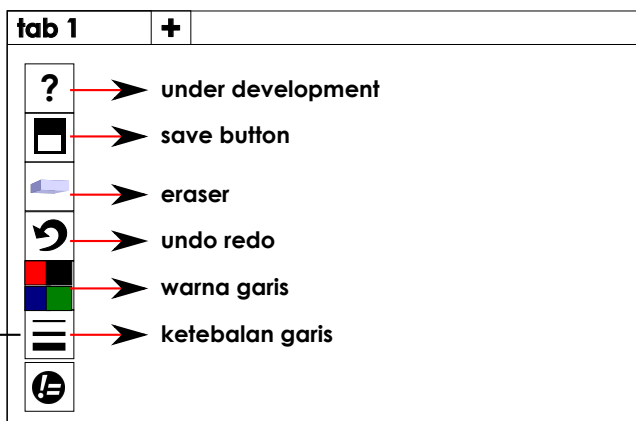 tab 1 +
? under development
save button
eraser
undo redo
warna garis
ketebalan garis
!=